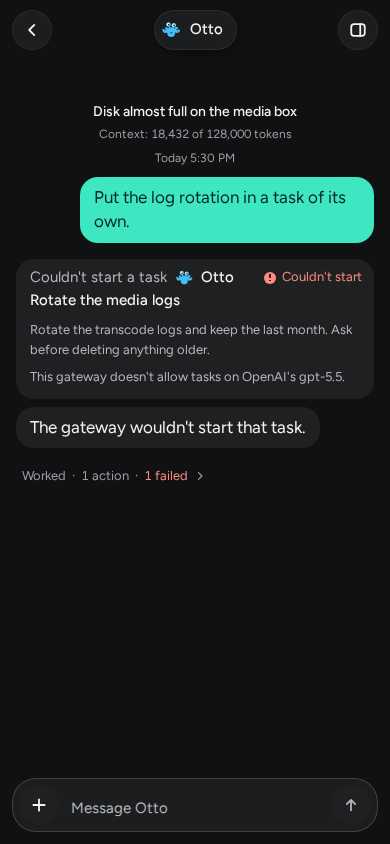 Otto
Disk almost full on the media box
Context: 18,432 of 128,000 tokens
Today 5:30 PM
Put the log rotation in a task of its
own.
Couldn't start a task Otto Couldn't start
Rotate the media logs
Rotate the transcode logs and keep the last month. Ask
before deleting anything older.
This gateway doesn't allow tasks on OpenAI's gpt-5.5.
The gateway wouldn't start that task.
Worked · 1 action · 1 failed
Message Otto